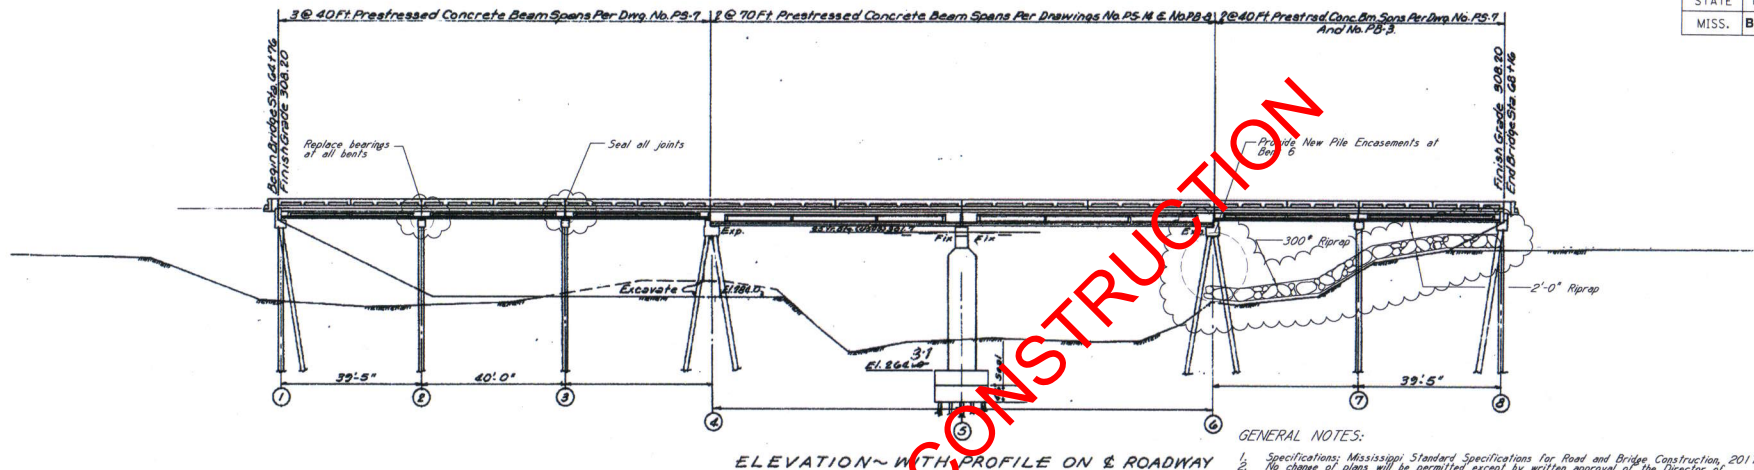 3 @ 40 Ft. Prestressed Concrete Beam Spans Per Dwg. No. PS-7
2 @ 70 Ft. Prestressed Concrete Beam Spans Per Drawings No. PS-14 & No. PB-8
2 @ 40 Ft. Prestrsd. Conc. Bm. Spns Per Dwg. No. PS-7
And No. PB-3.
STATE
MISS.
Begin Bridge Sta. 64+76
Finish Grade 308.20
Finish Grade 308.20
End Bridge Sta. 68+16
Replace bearings
at all bents
Seal all joints
Provide New Pile Encasements at
Bent 6
Exp.
Fix
Fix
Exp.
300# Riprap
2'-0" Riprap
Excavate
3.1
El. 264
Seal
39'-5"
40'-0"
39'-5"
1
2
3
4
5
6
7
8
CONSTRUCTION
ELEVATION ~ WITH PROFILE ON ℄ ROADWAY
GENERAL NOTES:
1. Specifications: Mississippi Standard Specifications for Road and Bridge Construction, 201
2. No change of plans will be permitted except by written approval of the Director of